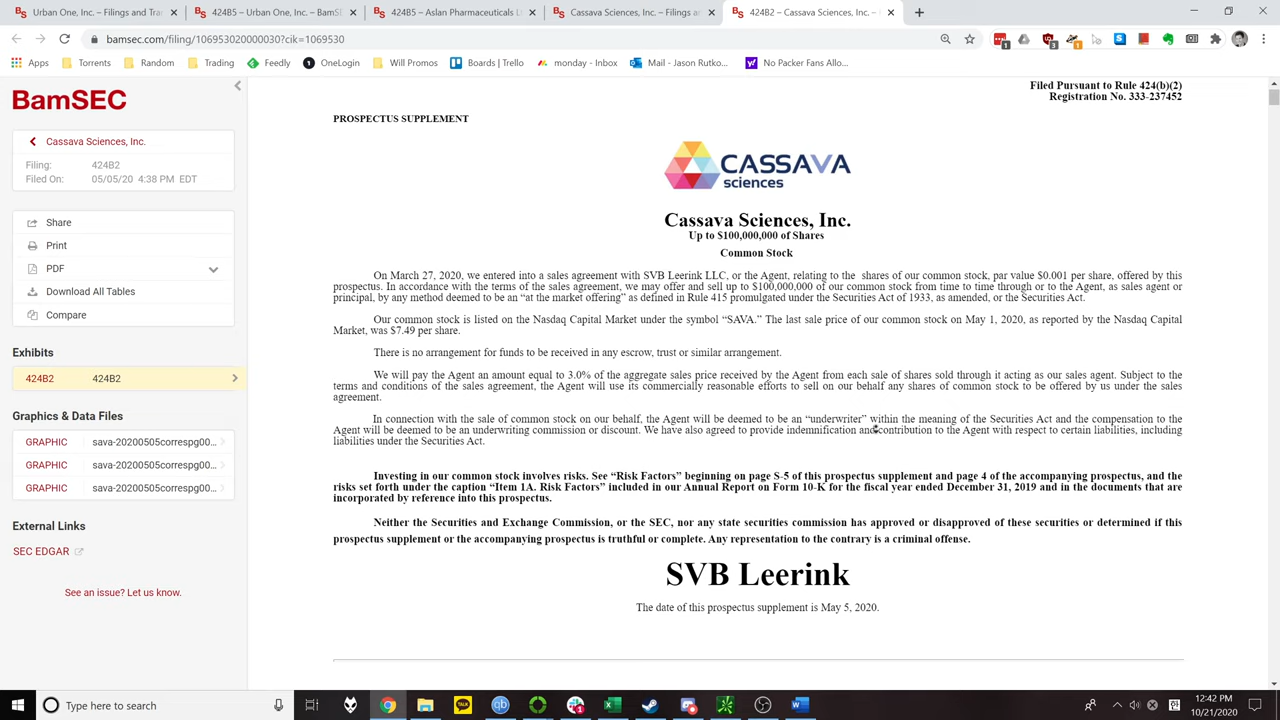 424B5 - Urban One, Inc. – Filings and Tran
424B5 – Urban One, Inc. – BamSE
424B5 – Aslan Pharmaceuticals L
Cassava Sciences, Inc. – Filings an
424B2 – Cassava Sciences, Inc. –
bamsec.com/filing/106953020000030?cik=1069530
Apps
Torrents
Random
Trading
Feedly
OneLogin
Will Promos
Boards | Trello
monday - Inbox
Mail - Jason Rutko...
No Packer Fans Allo...
BamSEC
Cassava Sciences, Inc.
Filing: 424B2
Filed On: 05/05/20 4:38 PM EDT
Share
Print
PDF
Download All Tables
Compare
Exhibits
424B2 424B2
Graphics & Data Files
GRAPHIC sava-20200505correspg00...
GRAPHIC sava-20200505correspg00...
GRAPHIC sava-20200505correspg00...
External Links
SEC EDGAR
See an issue? Let us know.
Filed Pursuant to Rule 424(b)(2)
Registration No. 333-237452
PROSPECTUS SUPPLEMENT
CASSAVA
sciences
Cassava Sciences, Inc.
Up to $100,000,000 of Shares
Common Stock
On March 27, 2020, we entered into a sales agreement with SVB Leerink LLC, or the Agent, relating to the shares of our common stock, par value $0.001 per share, offered by this
prospectus. In accordance with the terms of the sales agreement, we may offer and sell up to $100,000,000 of our common stock from time to time through or to the Agent, as sales agent or
principal, by any method deemed to be an “at the market offering” as defined in Rule 415 promulgated under the Securities Act of 1933, as amended, or the Securities Act.
Our common stock is listed on the Nasdaq Capital Market under the symbol “SAVA.” The last sale price of our common stock on May 1, 2020, as reported by the Nasdaq Capital
Market, was $7.49 per share.
There is no arrangement for funds to be received in any escrow, trust or similar arrangement.
We will pay the Agent an amount equal to 3.0% of the aggregate sales price received by the Agent from each sale of shares sold through it acting as our sales agent. Subject to the
terms and conditions of the sales agreement, the Agent will use its commercially reasonable efforts to sell on our behalf any shares of common stock to be offered by us under the sales
agreement.
In connection with the sale of common stock on our behalf, the Agent will be deemed to be an “underwriter” within the meaning of the Securities Act and the compensation to the
Agent will be deemed to be an underwriting commission or discount. We have also agreed to provide indemnification and contribution to the Agent with respect to certain liabilities, including
liabilities under the Securities Act.
Investing in our common stock involves risks. See “Risk Factors” beginning on page S-5 of this prospectus supplement and page 4 of the accompanying prospectus, and the
risks set forth under the caption “Item 1A. Risk Factors” included in our Annual Report on Form 10-K for the fiscal year ended December 31, 2019 and in the documents that are
incorporated by reference into this prospectus.
Neither the Securities and Exchange Commission, or the SEC, nor any state securities commission has approved or disapproved of these securities or determined if this
prospectus supplement or the accompanying prospectus is truthful or complete. Any representation to the contrary is a criminal offense.
SVB Leerink
The date of this prospectus supplement is May 5, 2020.
Type here to search
12:42 PM
10/21/2020